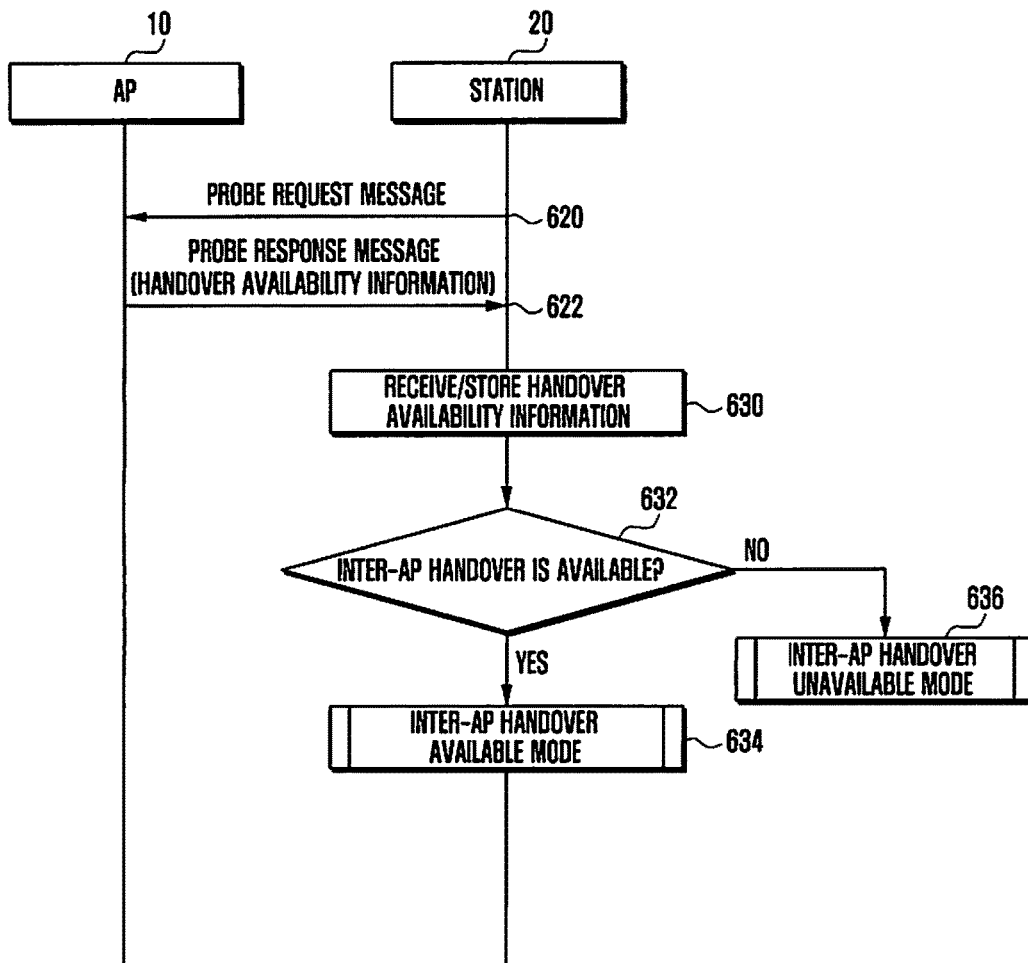 10
20
AP
STATION
PROBE REQUEST MESSAGE
620
PROBE RESPONSE MESSAGE
(HANDOVER AVAILABILITY INFORMATION)
622
RECEIVE/STORE HANDOVER
AVAILABILITY INFORMATION
630
632
INTER-AP HANDOVER IS AVAILABLE?
NO
636
INTER-AP HANDOVER
UNAVAILABLE MODE
YES
INTER-AP HANDOVER
AVAILABLE MODE
634